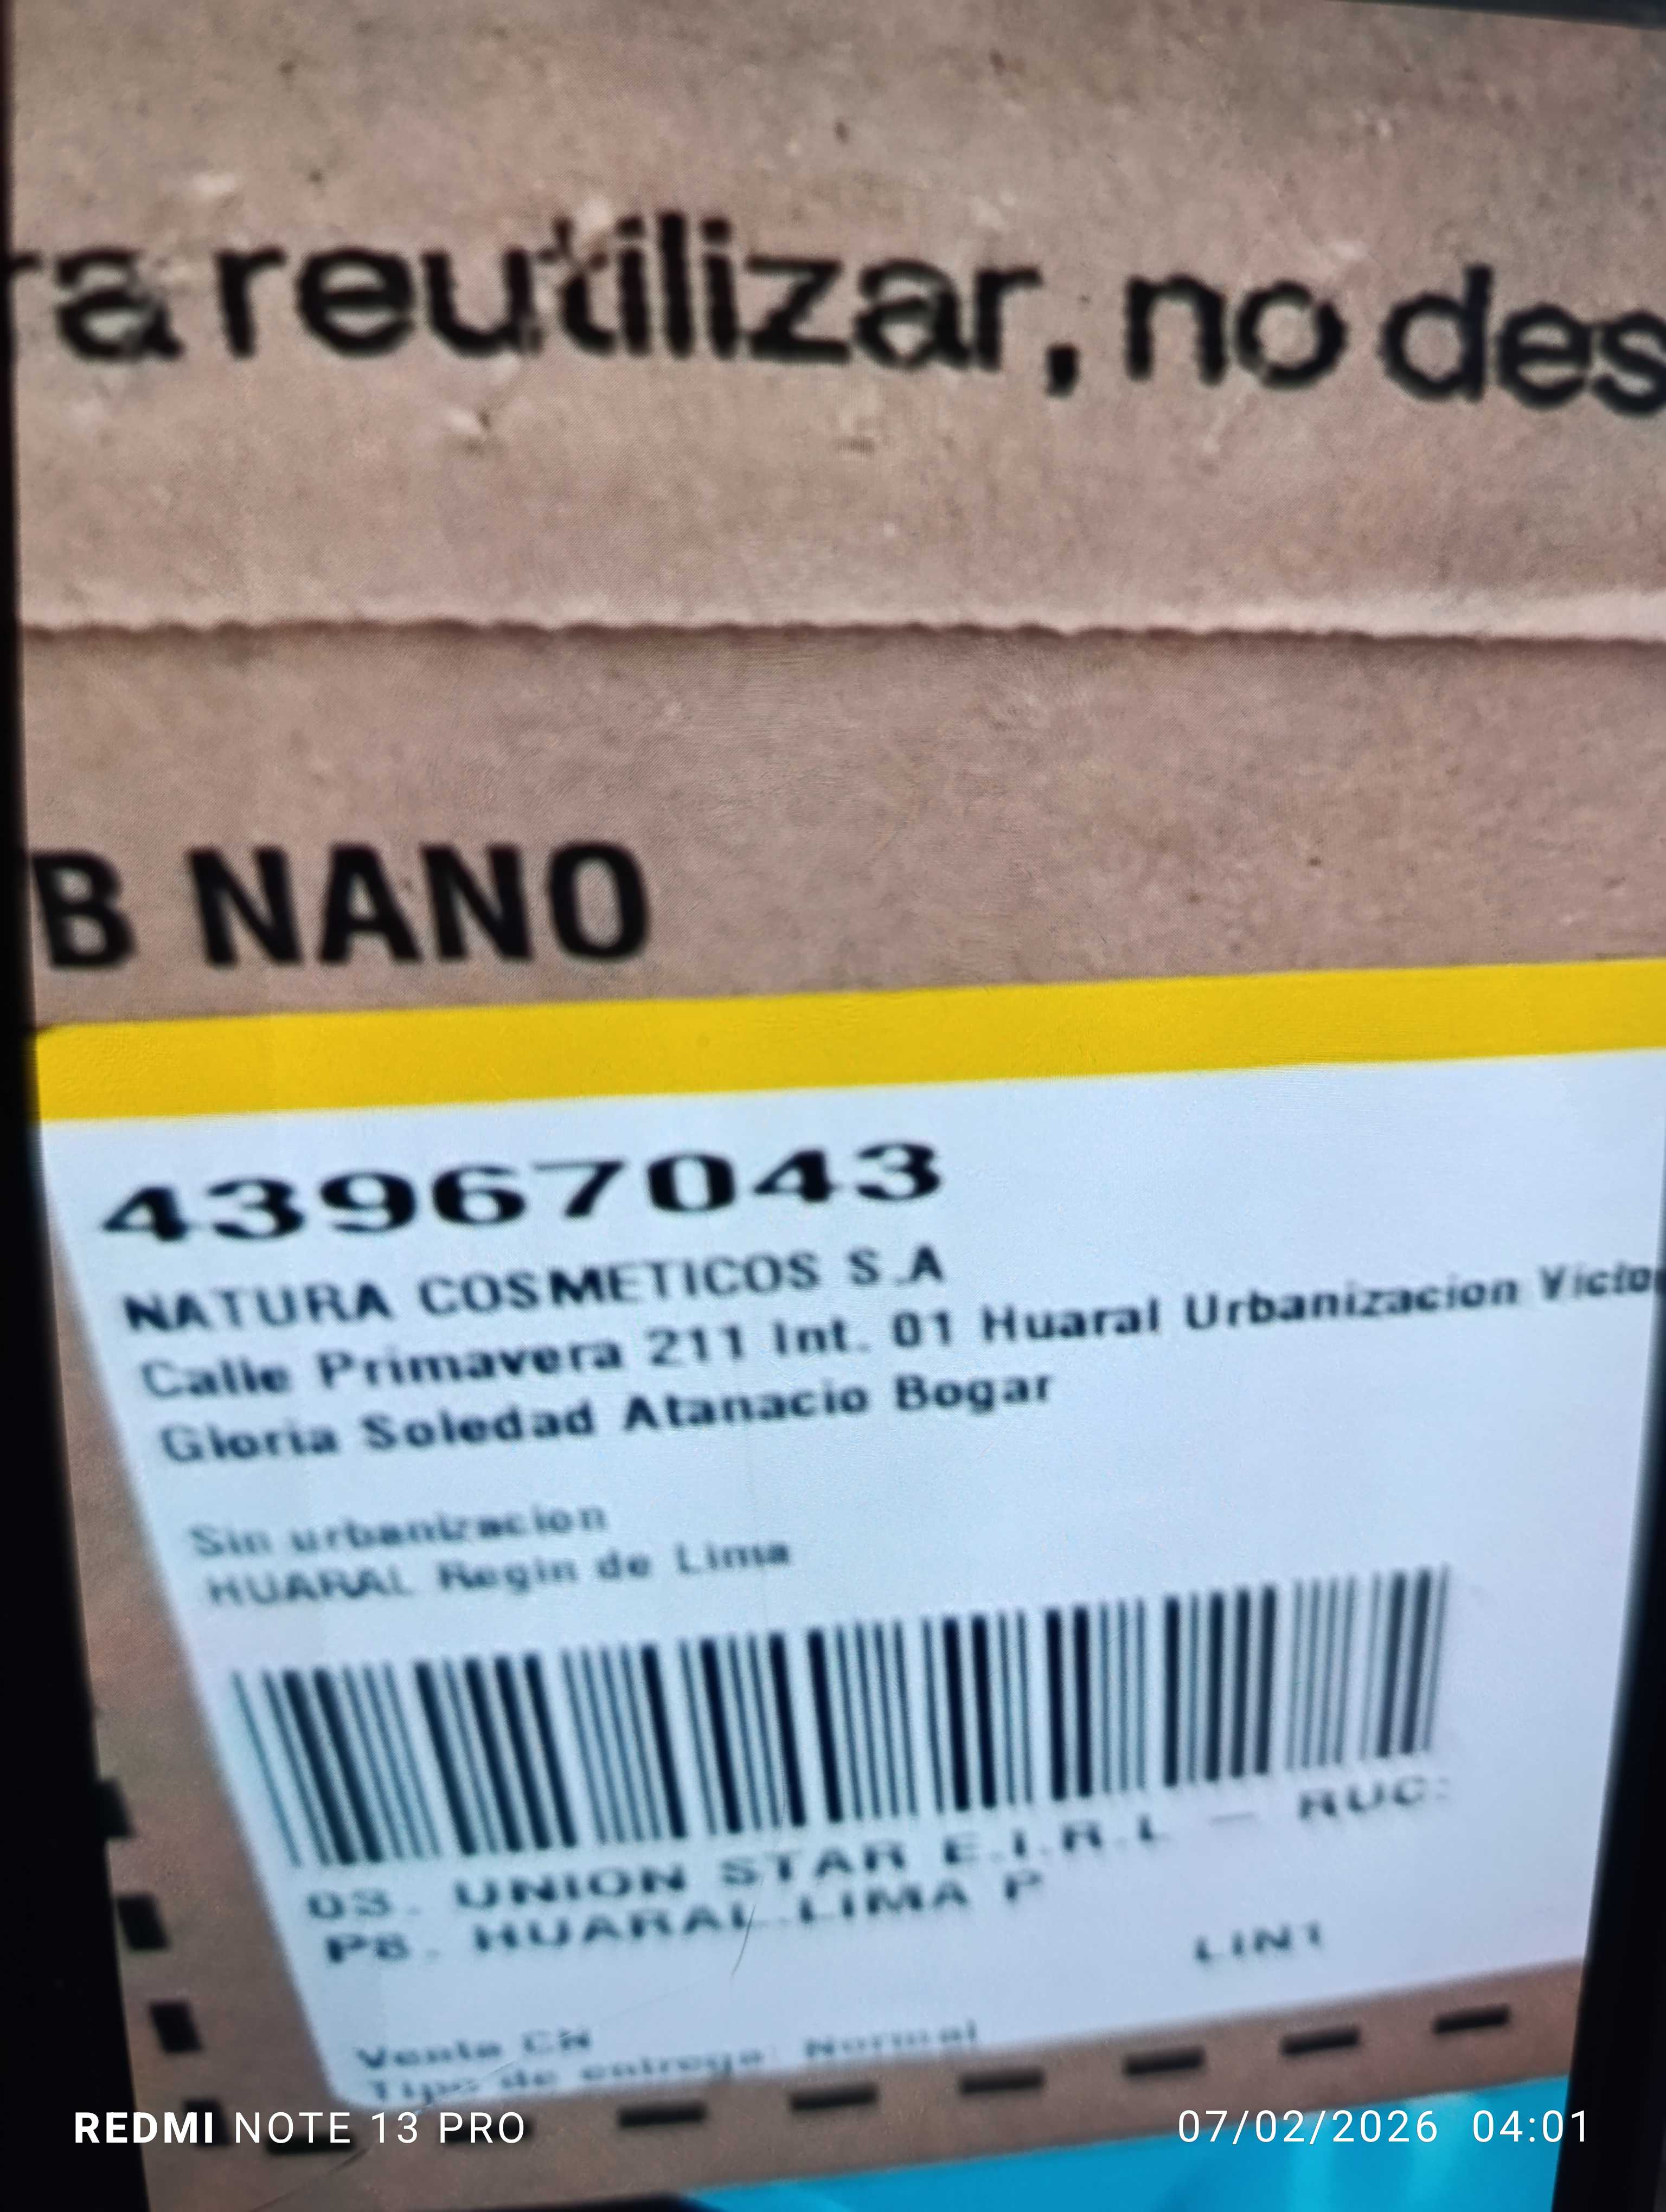 ra reutilizar, no des
B NANO
43967043
NATURA COSMETICOS S.A
Calle Primavera 211 Int. 01 Huaral Urbanizacion Victo
Gloria Soledad Atanacio Bogar
Sin urbanizacion
HUARAL Regin de Lima
03. UNION STAR E.I.R.L - RUC:
P8. HUARAL.LIMA P
LIN1
Venta CN
Tipo de entrega: Normal
REDMI NOTE 13 PRO
07/02/2026 04:01